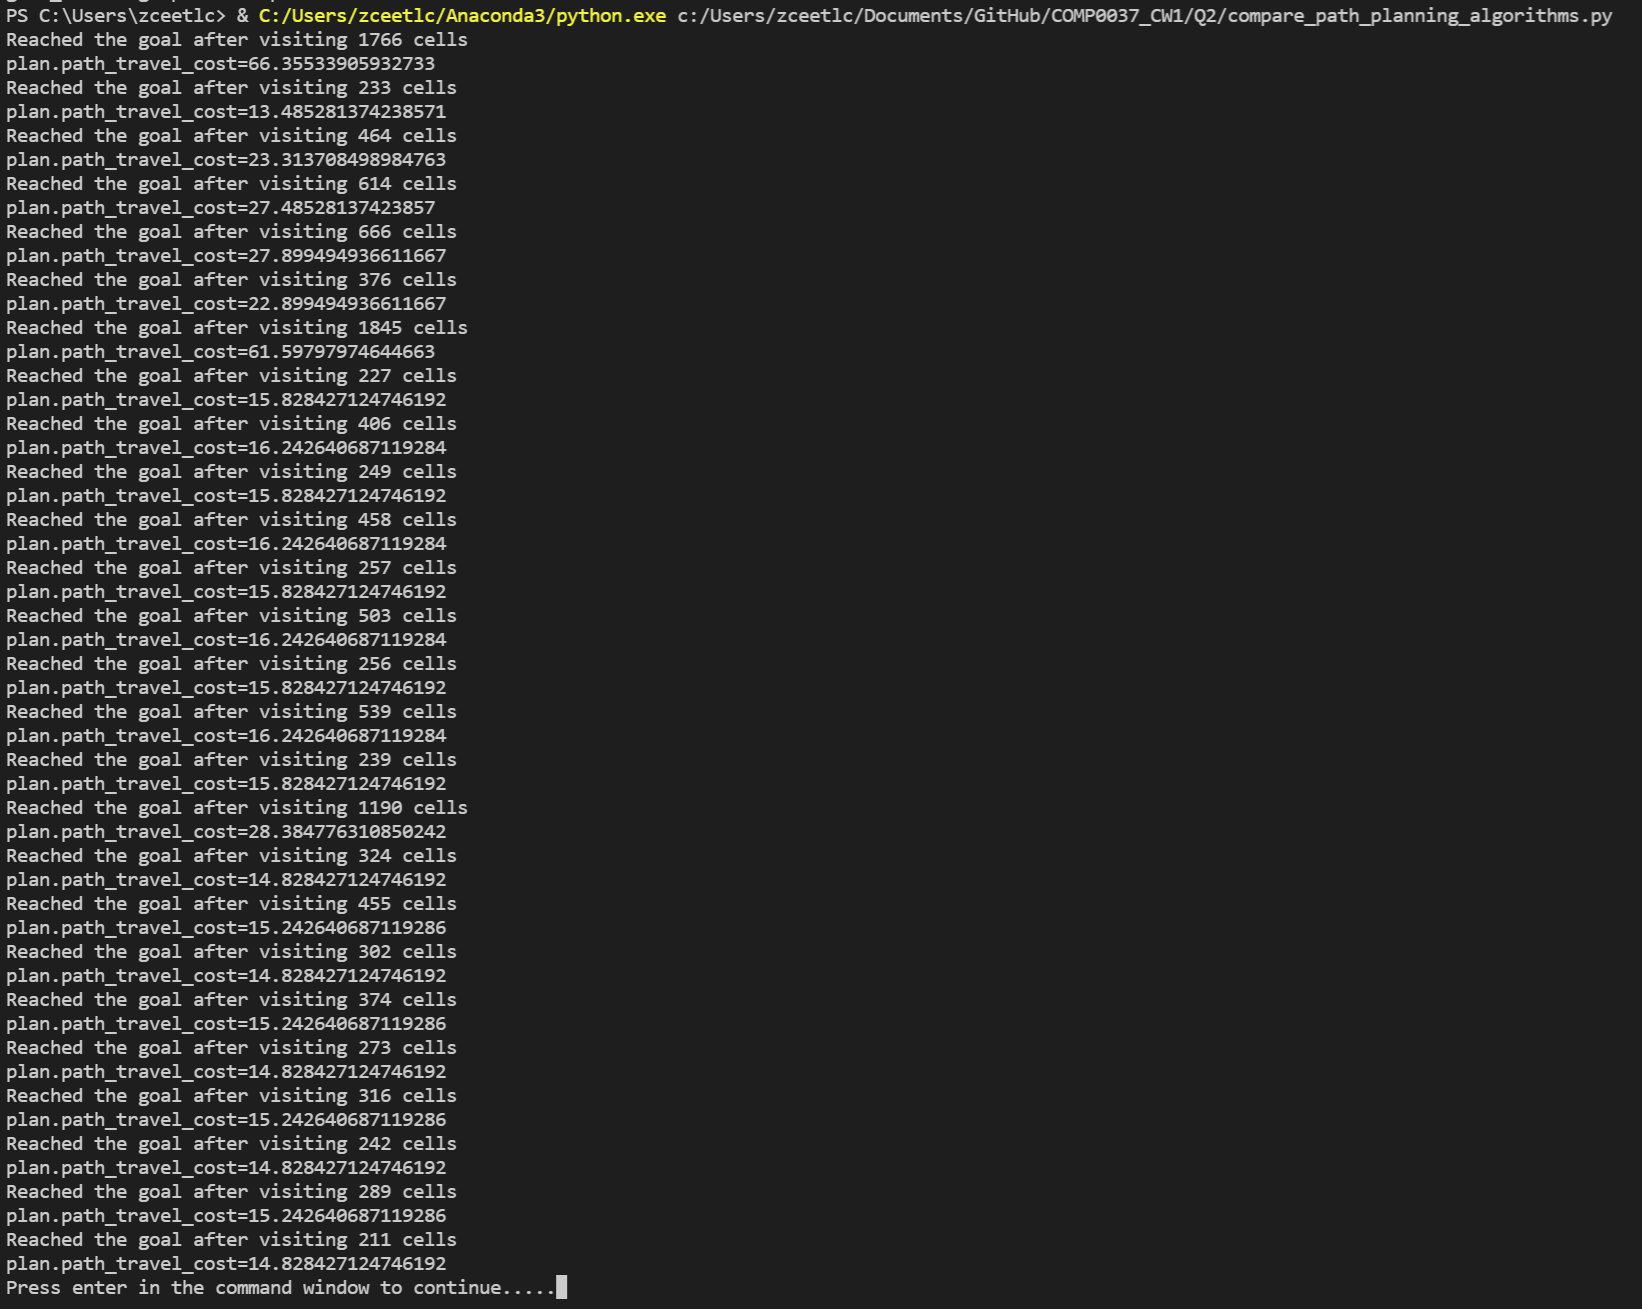 PS C:\Users\zceetlc> & C:/Users/zceetlc/Anaconda3/python.exe c:/Users/zceetlc/Documents/GitHub/COMP0037_CW1/Q2/compare_path_planning_algorithms.py
Reached the goal after visiting 1766 cells
plan.path_travel_cost=66.35533905932733
Reached the goal after visiting 233 cells
plan.path_travel_cost=13.485281374238571
Reached the goal after visiting 464 cells
plan.path_travel_cost=23.313708498984763
Reached the goal after visiting 614 cells
plan.path_travel_cost=27.48528137423857
Reached the goal after visiting 666 cells
plan.path_travel_cost=27.899494936611667
Reached the goal after visiting 376 cells
plan.path_travel_cost=22.899494936611667
Reached the goal after visiting 1845 cells
plan.path_travel_cost=61.59797974644663
Reached the goal after visiting 227 cells
plan.path_travel_cost=15.828427124746192
Reached the goal after visiting 406 cells
plan.path_travel_cost=16.242640687119284
Reached the goal after visiting 249 cells
plan.path_travel_cost=15.828427124746192
Reached the goal after visiting 458 cells
plan.path_travel_cost=16.242640687119284
Reached the goal after visiting 257 cells
plan.path_travel_cost=15.828427124746192
Reached the goal after visiting 503 cells
plan.path_travel_cost=16.242640687119284
Reached the goal after visiting 256 cells
plan.path_travel_cost=15.828427124746192
Reached the goal after visiting 539 cells
plan.path_travel_cost=16.242640687119284
Reached the goal after visiting 239 cells
plan.path_travel_cost=15.828427124746192
Reached the goal after visiting 1190 cells
plan.path_travel_cost=28.384776310850242
Reached the goal after visiting 324 cells
plan.path_travel_cost=14.828427124746192
Reached the goal after visiting 455 cells
plan.path_travel_cost=15.242640687119286
Reached the goal after visiting 302 cells
plan.path_travel_cost=14.828427124746192
Reached the goal after visiting 374 cells
plan.path_travel_cost=15.242640687119286
Reached the goal after visiting 273 cells
plan.path_travel_cost=14.828427124746192
Reached the goal after visiting 316 cells
plan.path_travel_cost=15.242640687119286
Reached the goal after visiting 242 cells
plan.path_travel_cost=14.828427124746192
Reached the goal after visiting 289 cells
plan.path_travel_cost=15.242640687119286
Reached the goal after visiting 211 cells
plan.path_travel_cost=14.828427124746192
Press enter in the command window to continue.....